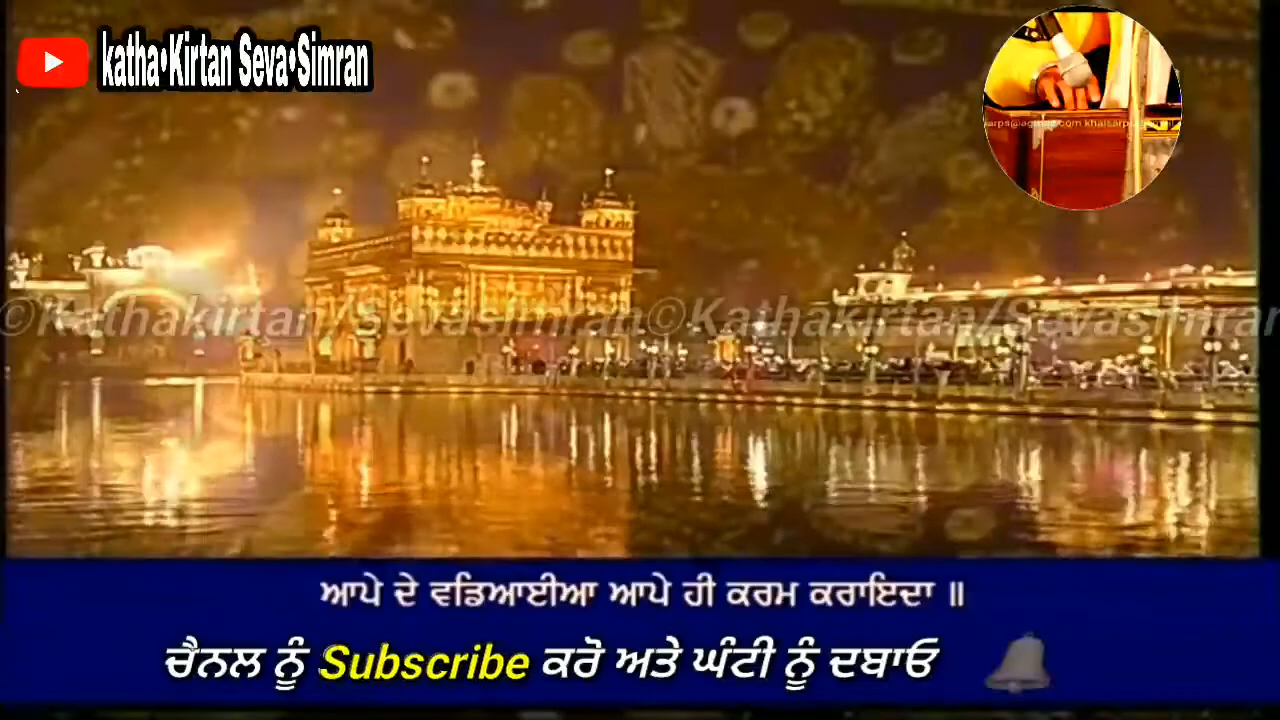 katha•Kirtan Seva•Simran
©Kathakirtan/Sevasimran©Kathakirtan/Sevasimran
ਆਪੇ ਦੇ ਵਡਿਆਈਆ ਆਪੇ ਹੀ ਕਰਮ ਕਰਾਇਦਾ ॥
ਚੈਨਲ ਨੂੰ Subscribe ਕਰੋ ਅਤੇ ਘੰਟੀ ਨੂੰ ਦਬਾਓ